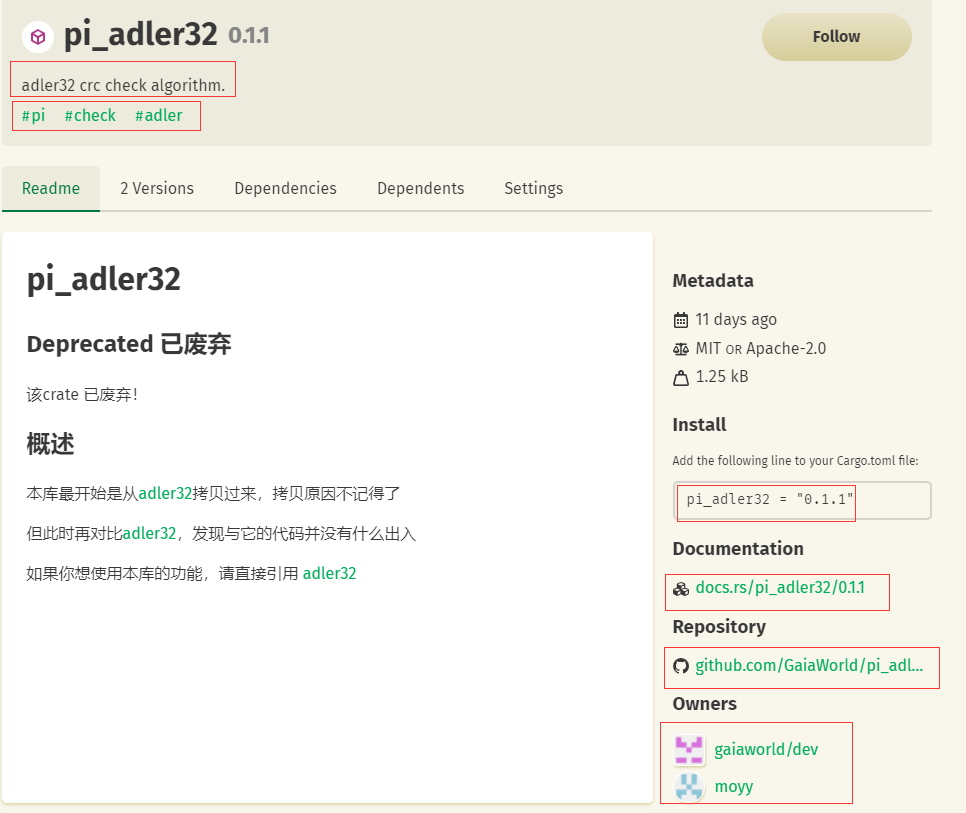 pi_adler32 0.1.1
Follow
adler32 crc check algorithm.
#pi #check #adler
Readme 2 Versions Dependencies Dependents Settings
pi_adler32
Deprecated 已废弃
该crate 已废弃！
概述
本库最开始是从adler32拷贝过来，拷贝原因不记得了
但此时再对比adler32，发现与它的代码并没有什么出入
如果你想使用本库的功能，请直接引用 adler32
Metadata
11 days ago
MIT OR Apache-2.0
1.25 kB
Install
Add the following line to your Cargo.toml file:
pi_adler32 = "0.1.1"
Documentation
docs.rs/pi_adler32/0.1.1
Repository
github.com/GaiaWorld/pi_adl...
Owners
gaiaworld/dev
moyy